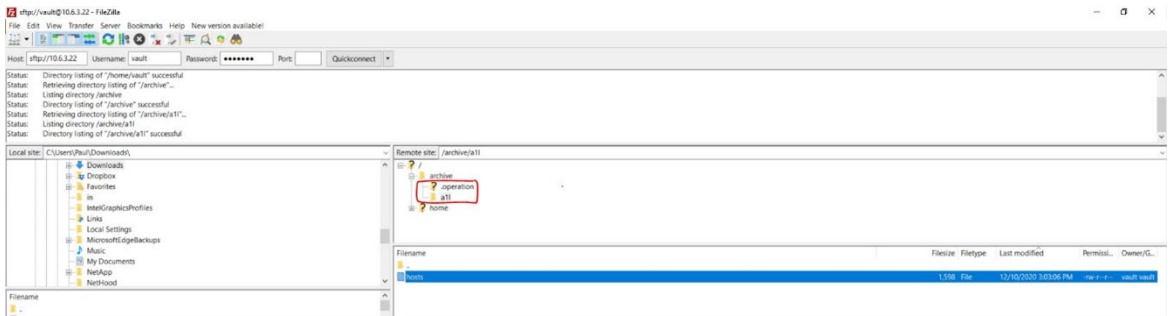 sftp://vault@10.6.3.22 - FileZilla
File Edit View Transfer Server Bookmarks Help New version available!
Host: sftp://10.6.3.22 Username: vault Password: ●●●●●●● Port: Quickconnect
Status: Directory listing of "/home/vault" successful
Status: Retrieving directory listing of "/archive"...
Status: Listing directory /archive
Status: Directory listing of "/archive" successful
Status: Retrieving directory listing of "/archive/a1l"...
Status: Listing directory /archive/a1l
Status: Directory listing of "/archive/a1l" successful
Local site: C:\Users\Paul\Downloads\
Downloads
Dropbox
Favorites
in
IntelGraphicsProfiles
Links
Local Settings
MicrosoftEdgeBackups
Music
My Documents
NetApp
NetHood
Filename
..
Remote site: /archive/a1l
/
archive
.operation
a1l
home
Filename Filesize Filetype Last modified Permissi... Owner/G...
..
hosts 1,598 File 12/10/2020 3:03:06 PM -rw-r--r-- vault vault